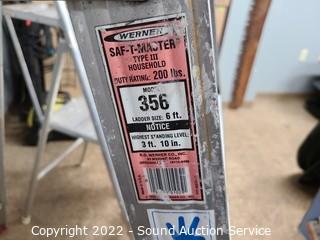 WERNER
SAF-T-MASTER
TYPE III
HOUSEHOLD
DUTY RATING: 200 lbs.
356
LADDER SIZE: 6 ft.
NOTICE
HIGHEST STANDING LEVEL:
3 ft. 10 in.
R.D. WERNER CO., INC.
Copyright 2022 - Sound Auction Service